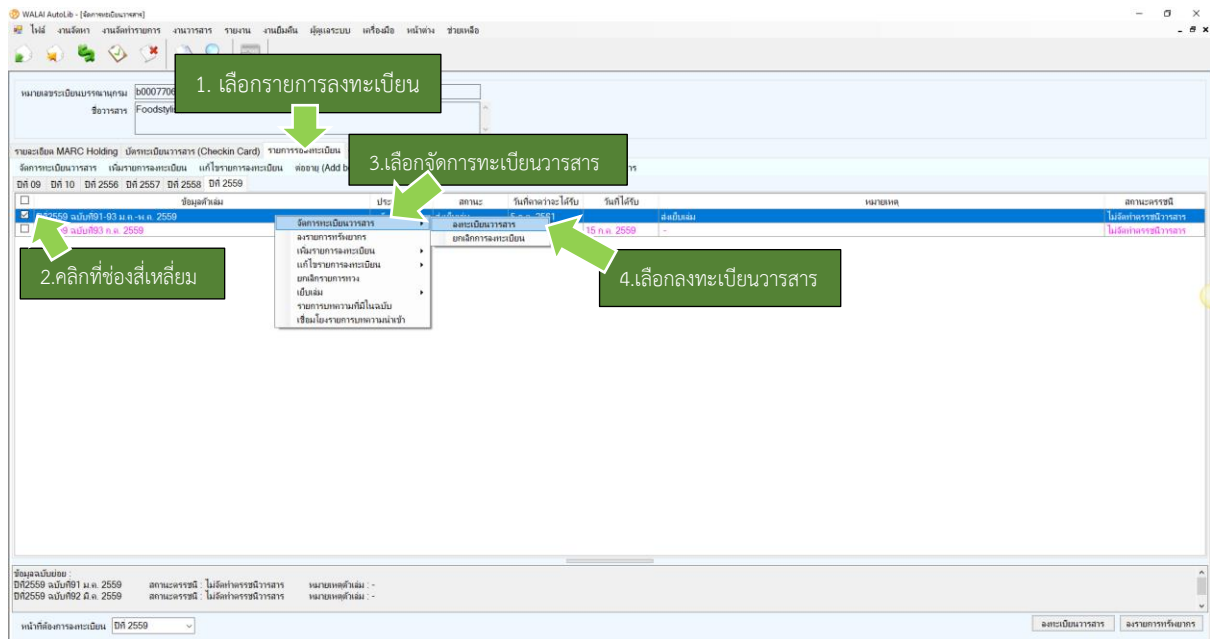 WALAI AutoLib - [จัดการทะเบียนวารสาร]
ไฟล์ งานจัดหา งานจัดทำรายการ งานวารสาร รายงาน งานยืมคืน ผู้ดูแลระบบ เครื่องมือ หน้าต่าง ช่วยเหลือ
1. เลือกรายการลงทะเบียน
หมายเลขระเบียนบรรณานุกรม b0007706
ชื่อวารสาร
รายละเอียด MARC Holding บัตรทะเบียนวารสาร (Checkin Card)
3.เลือกจัดการทะเบียนวารสาร
จัดการทะเบียนวารสาร เพิ่มรายการลงทะเบียน แก้ไขรายการลงทะเบียน ต่ออายุ
ปีที่ 09 ปีที่ 10 ปีที่ 2556 ปีที่ 2557 ปีที่ 2558 ปีที่ 2559
ข้อมูลตัวเล่ม สถานะ วันที่คาดว่าจะได้รับ วันที่ได้รับ หมายเหตุ สถานะดรรชนี
ปีที่2559 ฉบับที่91-93 ม.ค.-พ.ค. 2559 ส่งเย็บเล่ม ไม่จัดทำดรรชนีวารสาร
ฉบับที่93 ก.ค. 2559 15 ก.ค. 2559 - ไม่จัดทำดรรชนีวารสาร
จัดการทะเบียนวารสาร
ลงรายการทรัพยากร
เพิ่มรายการลงทะเบียน
แก้ไขรายการลงทะเบียน
ยกเลิกรายการทวง
เย็บเล่ม
รายการบทความที่มีในฉบับ
เชื่อมโยงรายการบทความนำเข้า
ลงทะเบียนวารสาร
ยกเลิกการลงทะเบียน
2.คลิกที่ช่องสี่เหลี่ยม
4.เลือกลงทะเบียนวารสาร
ข้อมูลฉบับย่อย :
ปีที่2559 ฉบับที่91 ม.ค. 2559 สถานะดรรชนี : ไม่จัดทำดรรชนีวารสาร หมายเหตุตัวเล่ม : -
ปีที่2559 ฉบับที่92 มี.ค. 2559 สถานะดรรชนี : ไม่จัดทำดรรชนีวารสาร หมายเหตุตัวเล่ม : -
หน้าที่ต้องการลงทะเบียน ปีที่ 2559 ลงทะเบียนวารสาร ลงรายการทรัพยากร